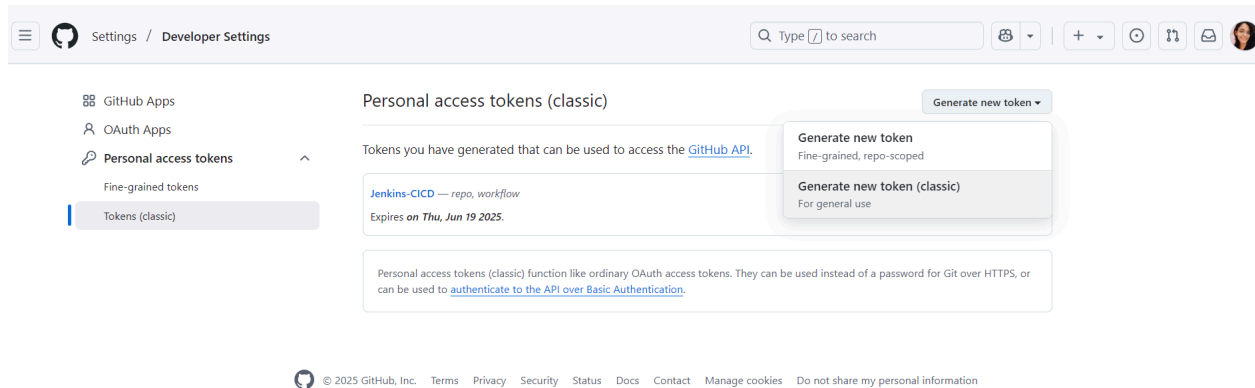 Settings / Developer Settings
Type / to search
GitHub Apps
OAuth Apps
Personal access tokens
Fine-grained tokens
Tokens (classic)
Personal access tokens (classic)
Generate new token
Generate new token
Fine-grained, repo-scoped
Generate new token (classic)
For general use
Tokens you have generated that can be used to access the GitHub API.
Jenkins-CICD — repo, workflow
Expires on Thu, Jun 19 2025.
Personal access tokens (classic) function like ordinary OAuth access tokens. They can be used instead of a password for Git over HTTPS, or
can be used to authenticate to the API over Basic Authentication.
© 2025 GitHub, Inc. Terms Privacy Security Status Docs Contact Manage cookies Do not share my personal information